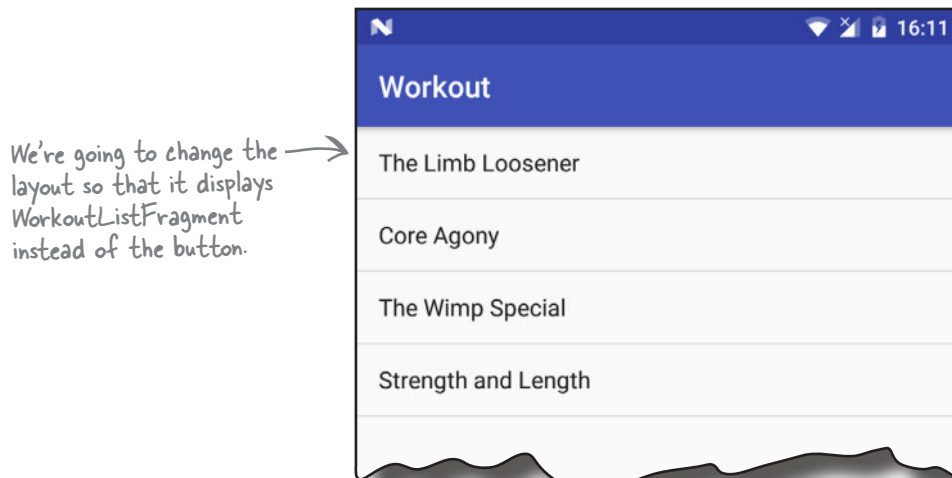 16:11
Workout
We're going to change the
layout so that it displays
WorkoutListFragment
instead of the button.
The Limb Loosener
Core Agony
The Wimp Special
Strength and Length